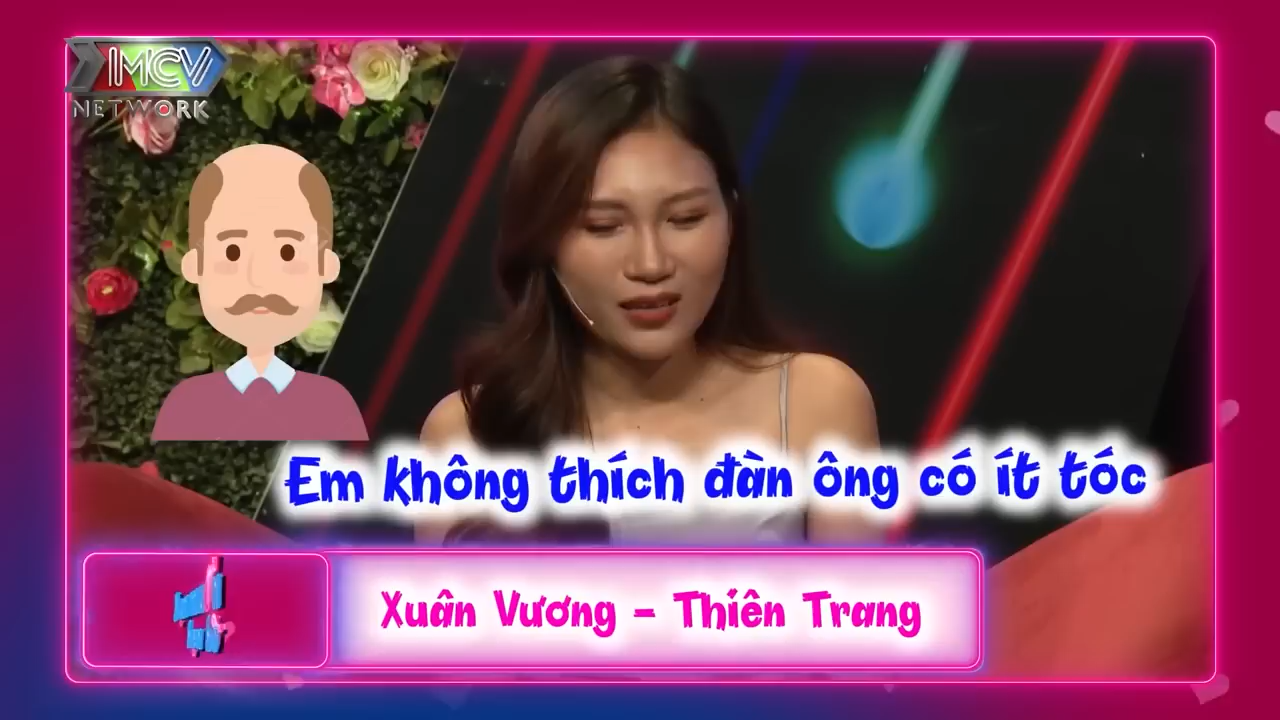 MCV
NETWORK
Em không thích đàn ông có ít tóc
Xuân Vương - Thiên Trang